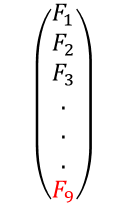 F₁
F₂
F₃
.
.
.
F₉